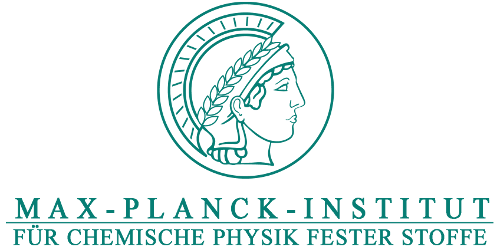 MAX-PLANCK-INSTITUT
FÜR CHEMISCHE PHYSIK FESTER STOFFE